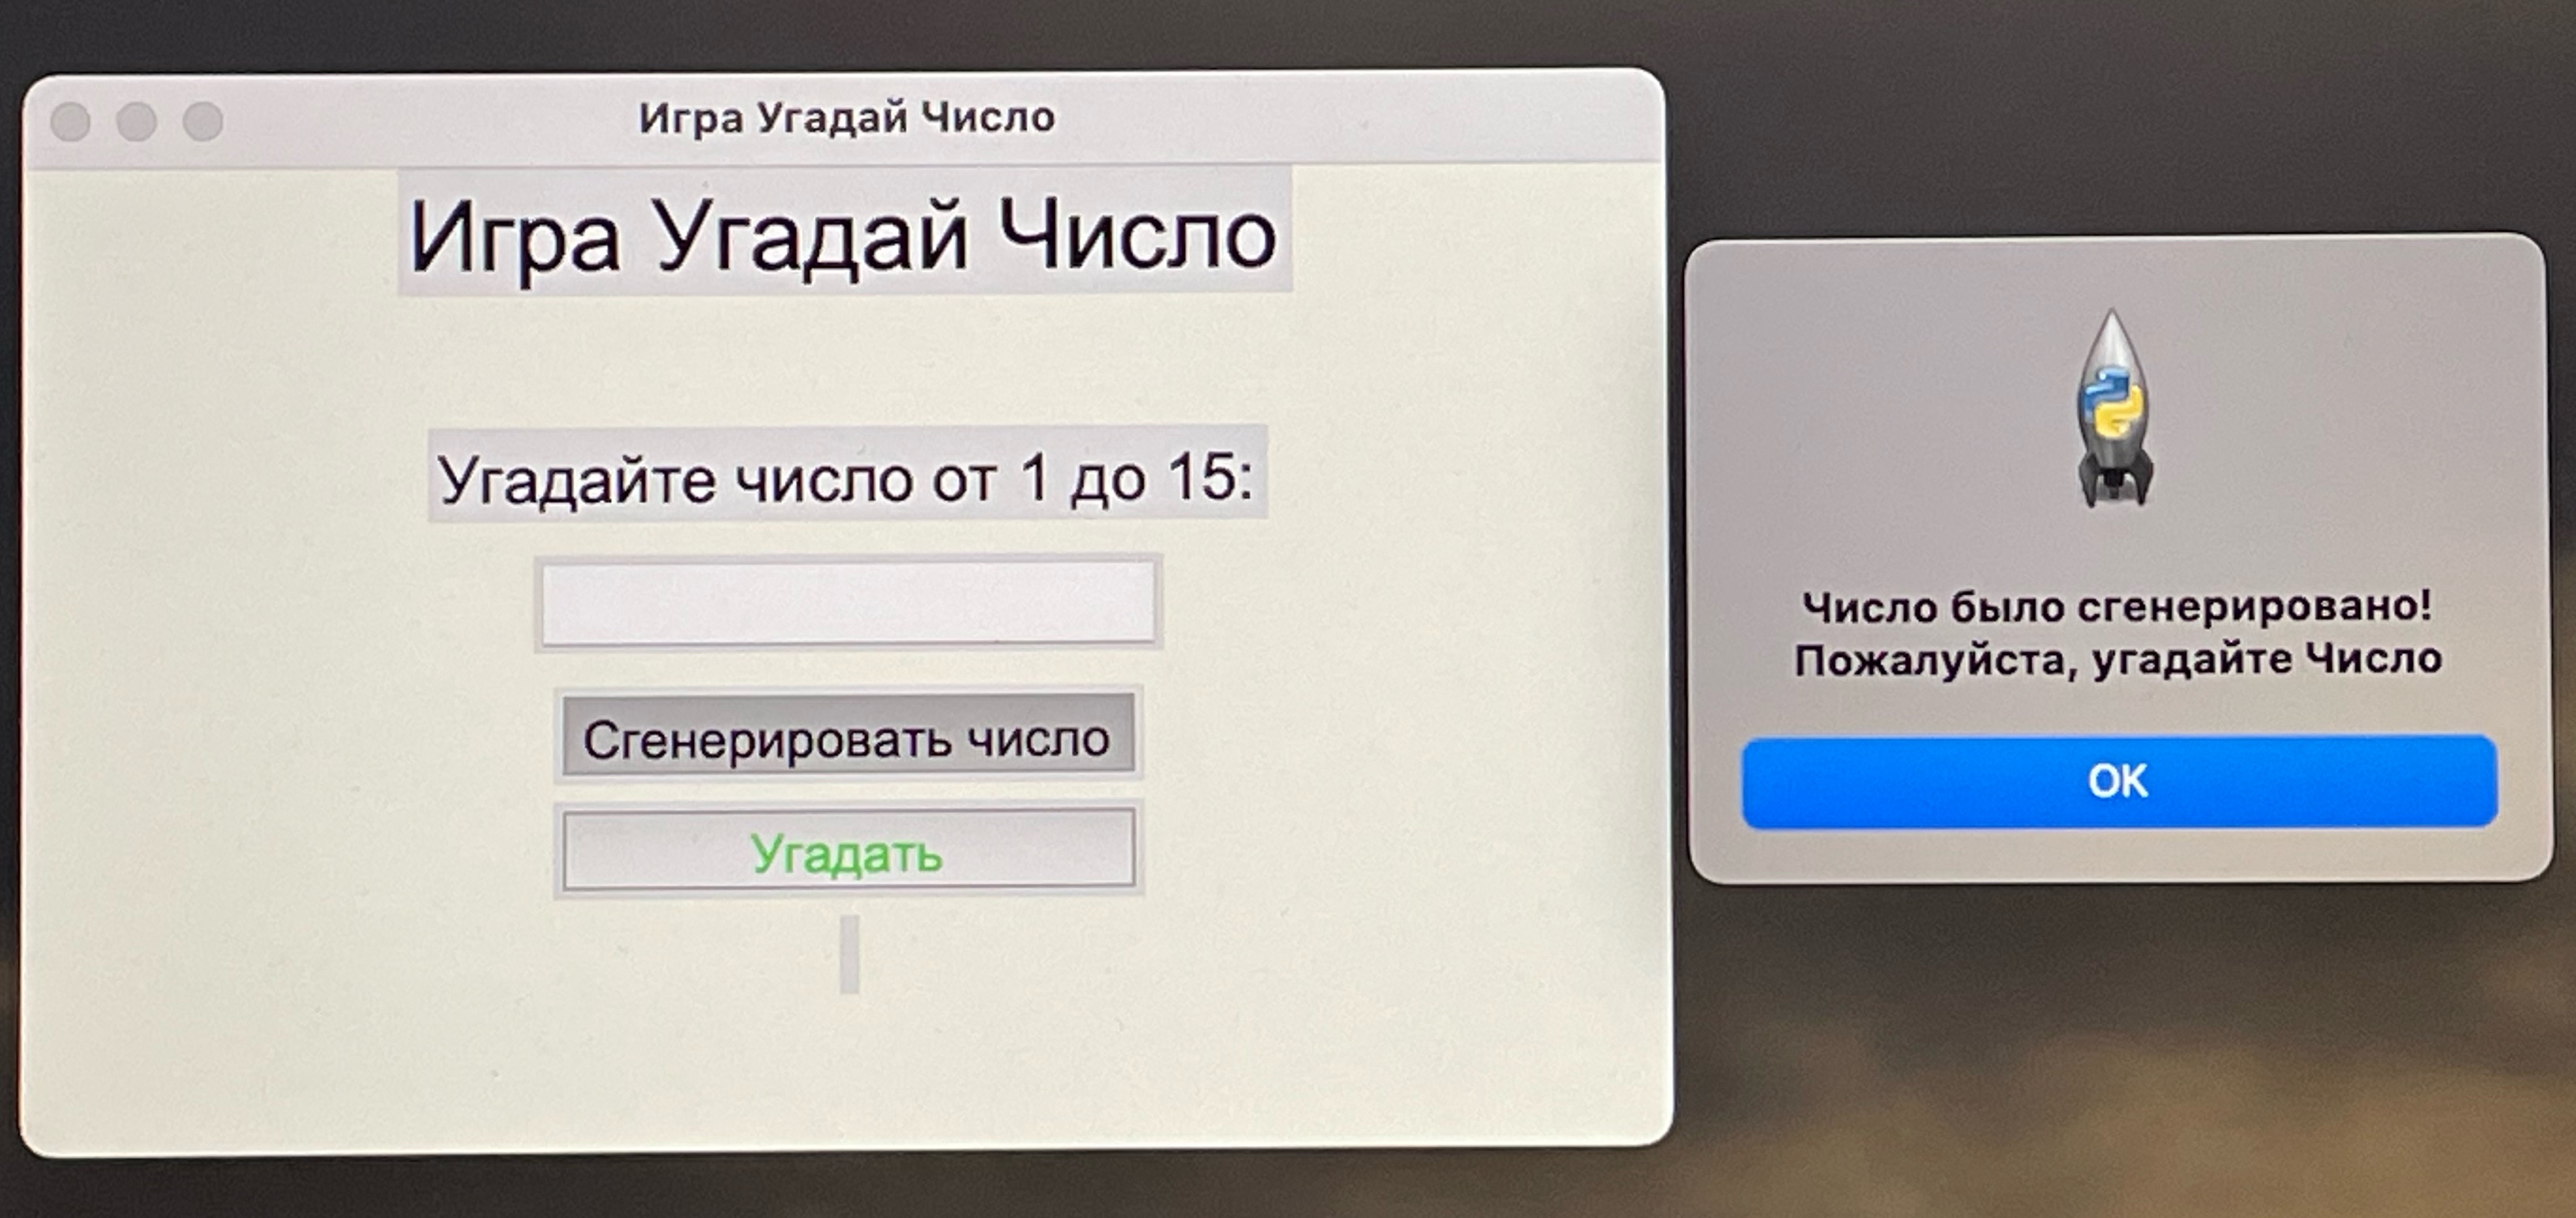 Игра Угадай Число
Игра Угадай Число
Угадайте число от 1 до 15:
Сгенерировать число
Угадать
Число было сгенерировано!
Пожалуйста, угадайте Число
OK